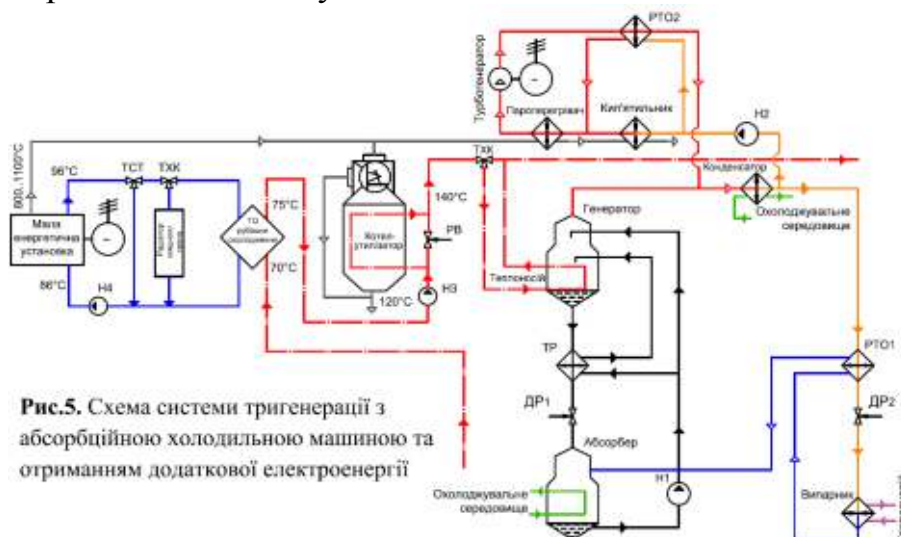 РТО2
Турбогенератор
Пароперегрівач
Кип'ятильник
Н2
800..1100°C
96°C
ТСТ
ТХК
75°C
ТХК
140°C
Конденсатор
Генератор
Охолоджувальне
середовище
Мала
енергетична
установка
~
~
ТО
рубашки
охолодження
Котел-
утилізатор
РВ
Теплоносій
86°C
Н4
70°C
120°C
Н3
ТР
РТО1
Рис.5. Схема системи тригенерації з
абсорбційною холодильною машиною та
отриманням додаткової електроенергії
ДР1
ДР2
Абсорбер
Н1
Охолоджувальне
середовище
Випарник